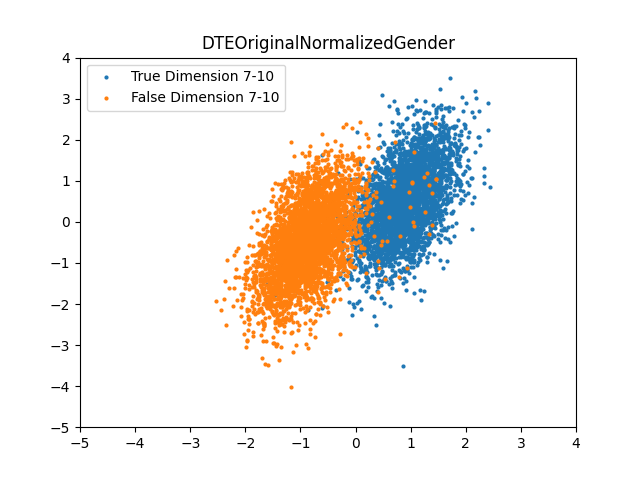 DTEOriginalNormalizedGender
True Dimension 7-10
False Dimension 7-10
4
3
2
1
0
−1
−2
−3
−4
−5
−5 −4 −3 −2 −1 0 1 2 3 4